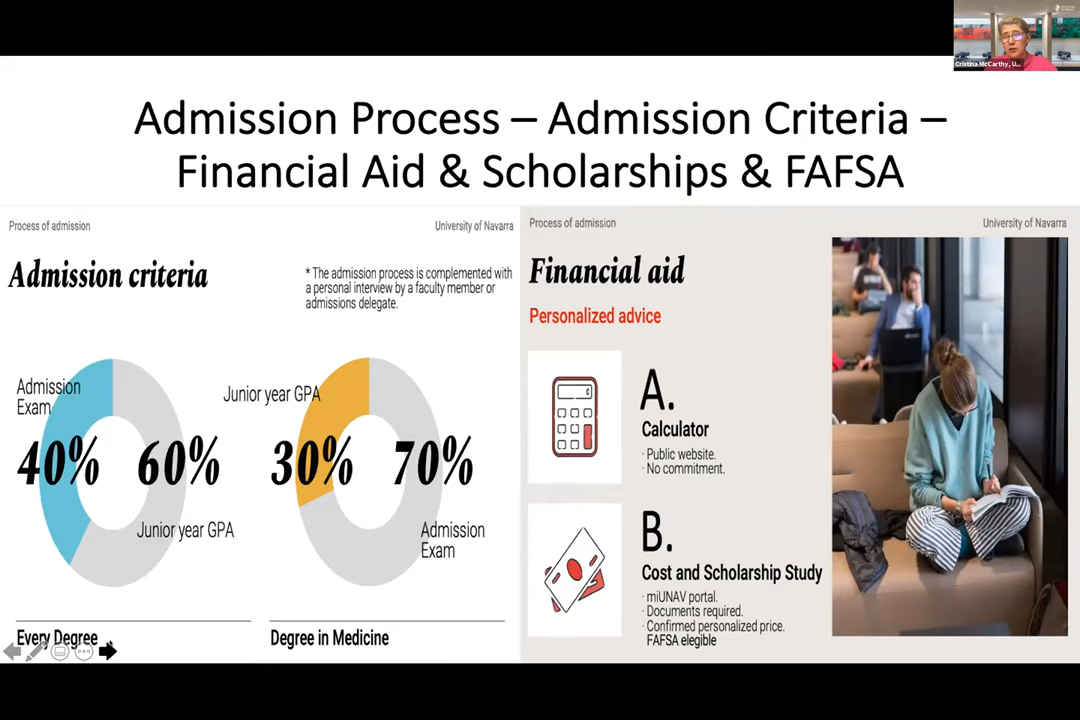 Cristina McCarthy, U...
Admission Process – Admission Criteria –
Financial Aid & Scholarships & FAFSA
Process of admission
University of Navarra
Admission criteria
* The admission process is complemented with
a personal interview by a faculty member or
admissions delegate.
Admission
Exam
40%
60%
Junior year GPA
Every Degree
Junior year GPA
30%
70%
Admission
Exam
Degree in Medicine
Process of admission
University of Navarra
Financial aid
Personalized advice
A.
Calculator
· Public website.
· No commitment.
B.
Cost and Scholarship Study
· miUNAV portal.
· Documents required.
· Confirmed personalized price.
FAFSA elegible